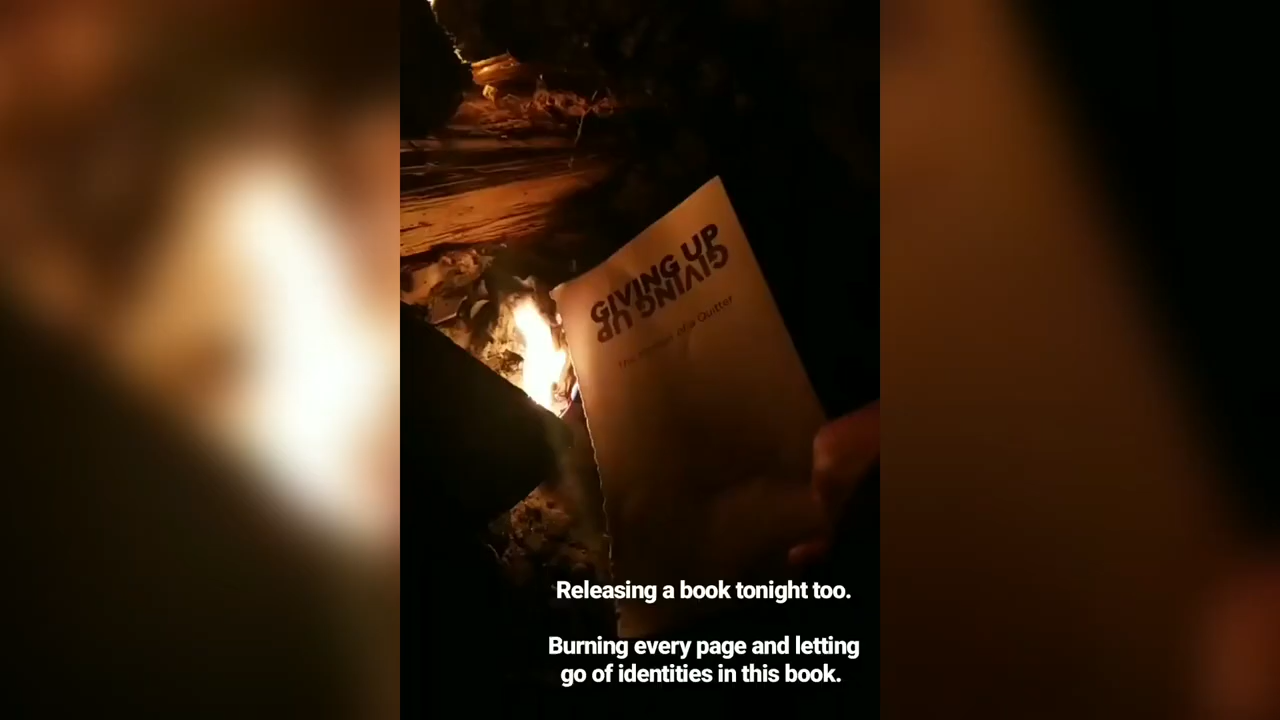 GIVING UP
GIVING UP
The of a Quitter
Releasing a book tonight too.
Burning every page and letting
go of identities in this book.